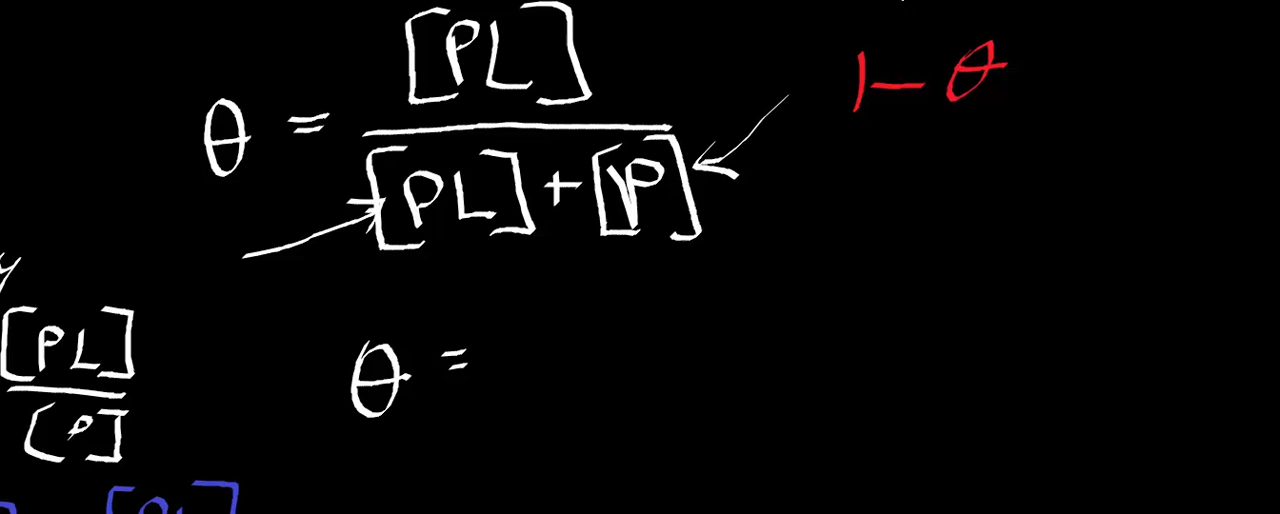 θ = [PL] / [PL] + [P]
1 - θ
[PL] / [P]
θ =